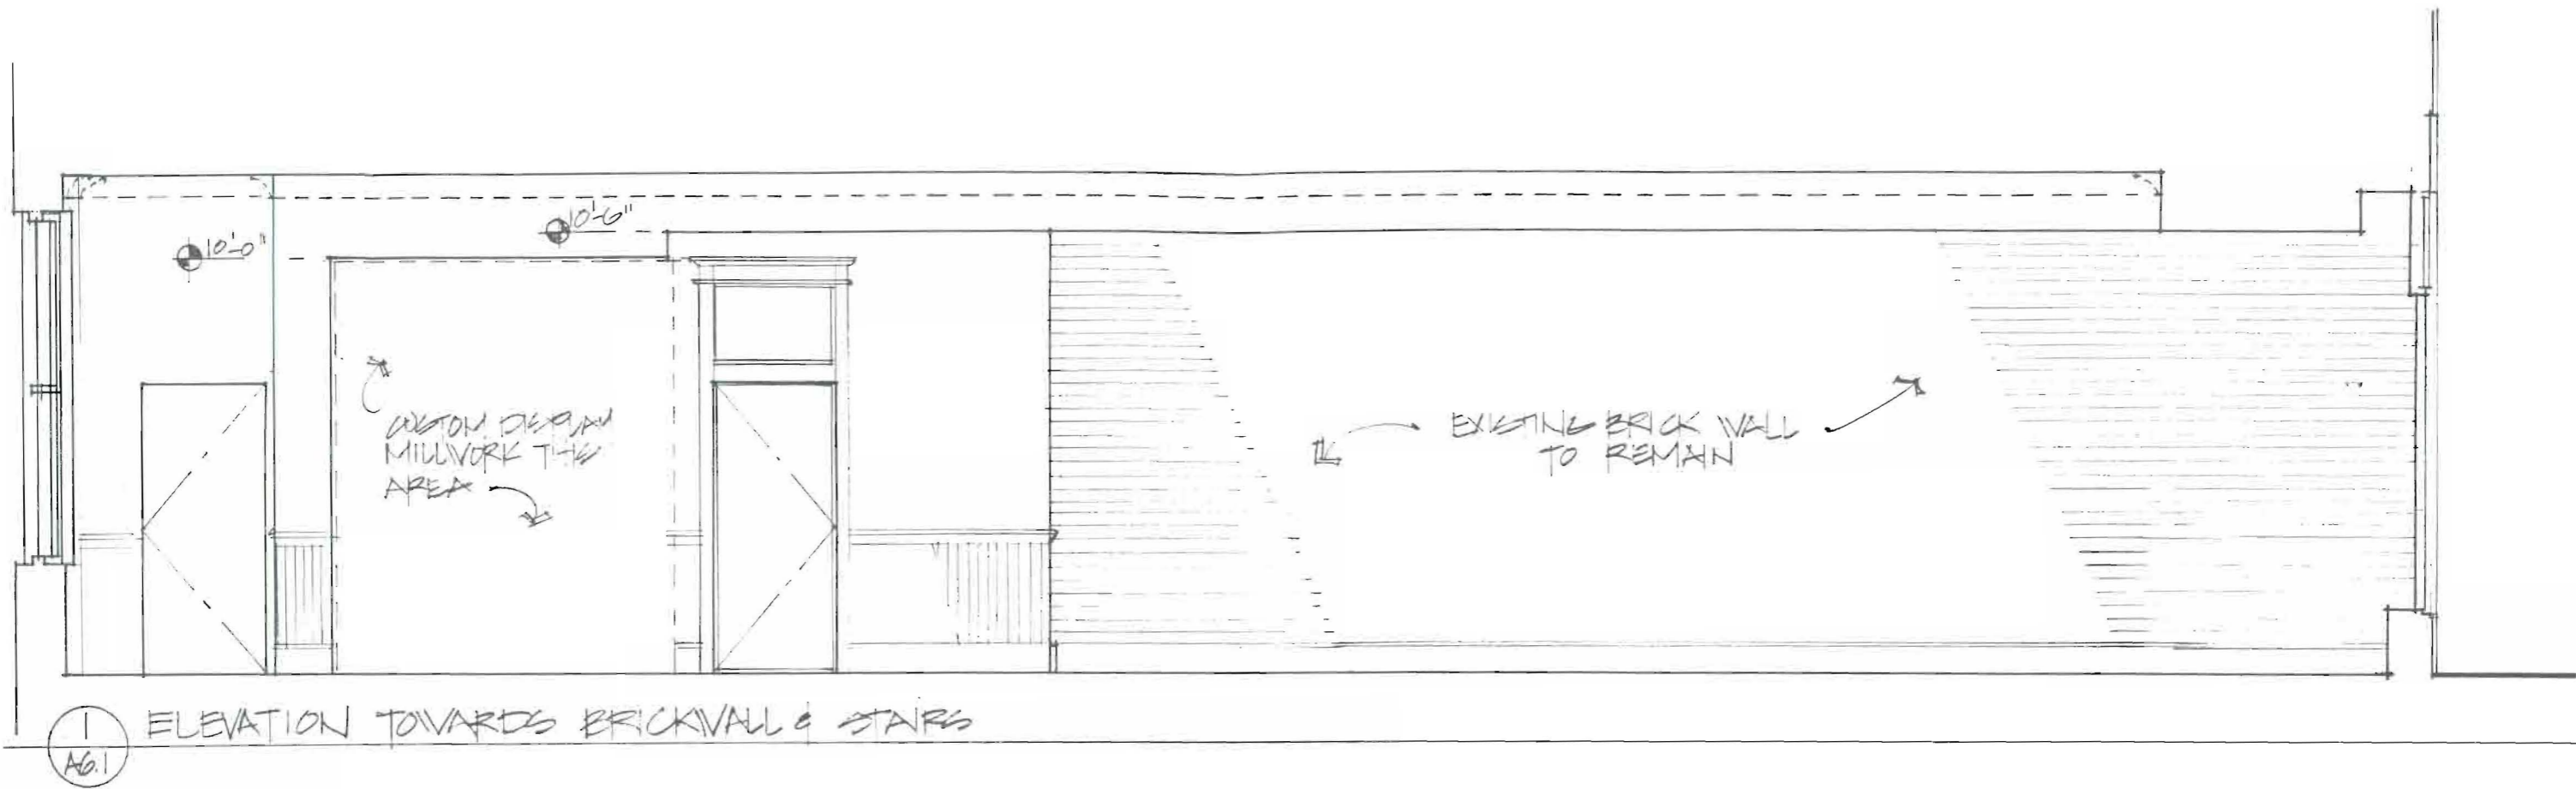 10'-0"
10'-6"
CUSTOM DISPLAY
MILLWORK THIS
AREA
EXISTING BRICK WALL
TO REMAIN
1
A6.1
ELEVATION TOWARDS BRICKWALL & STAIRS